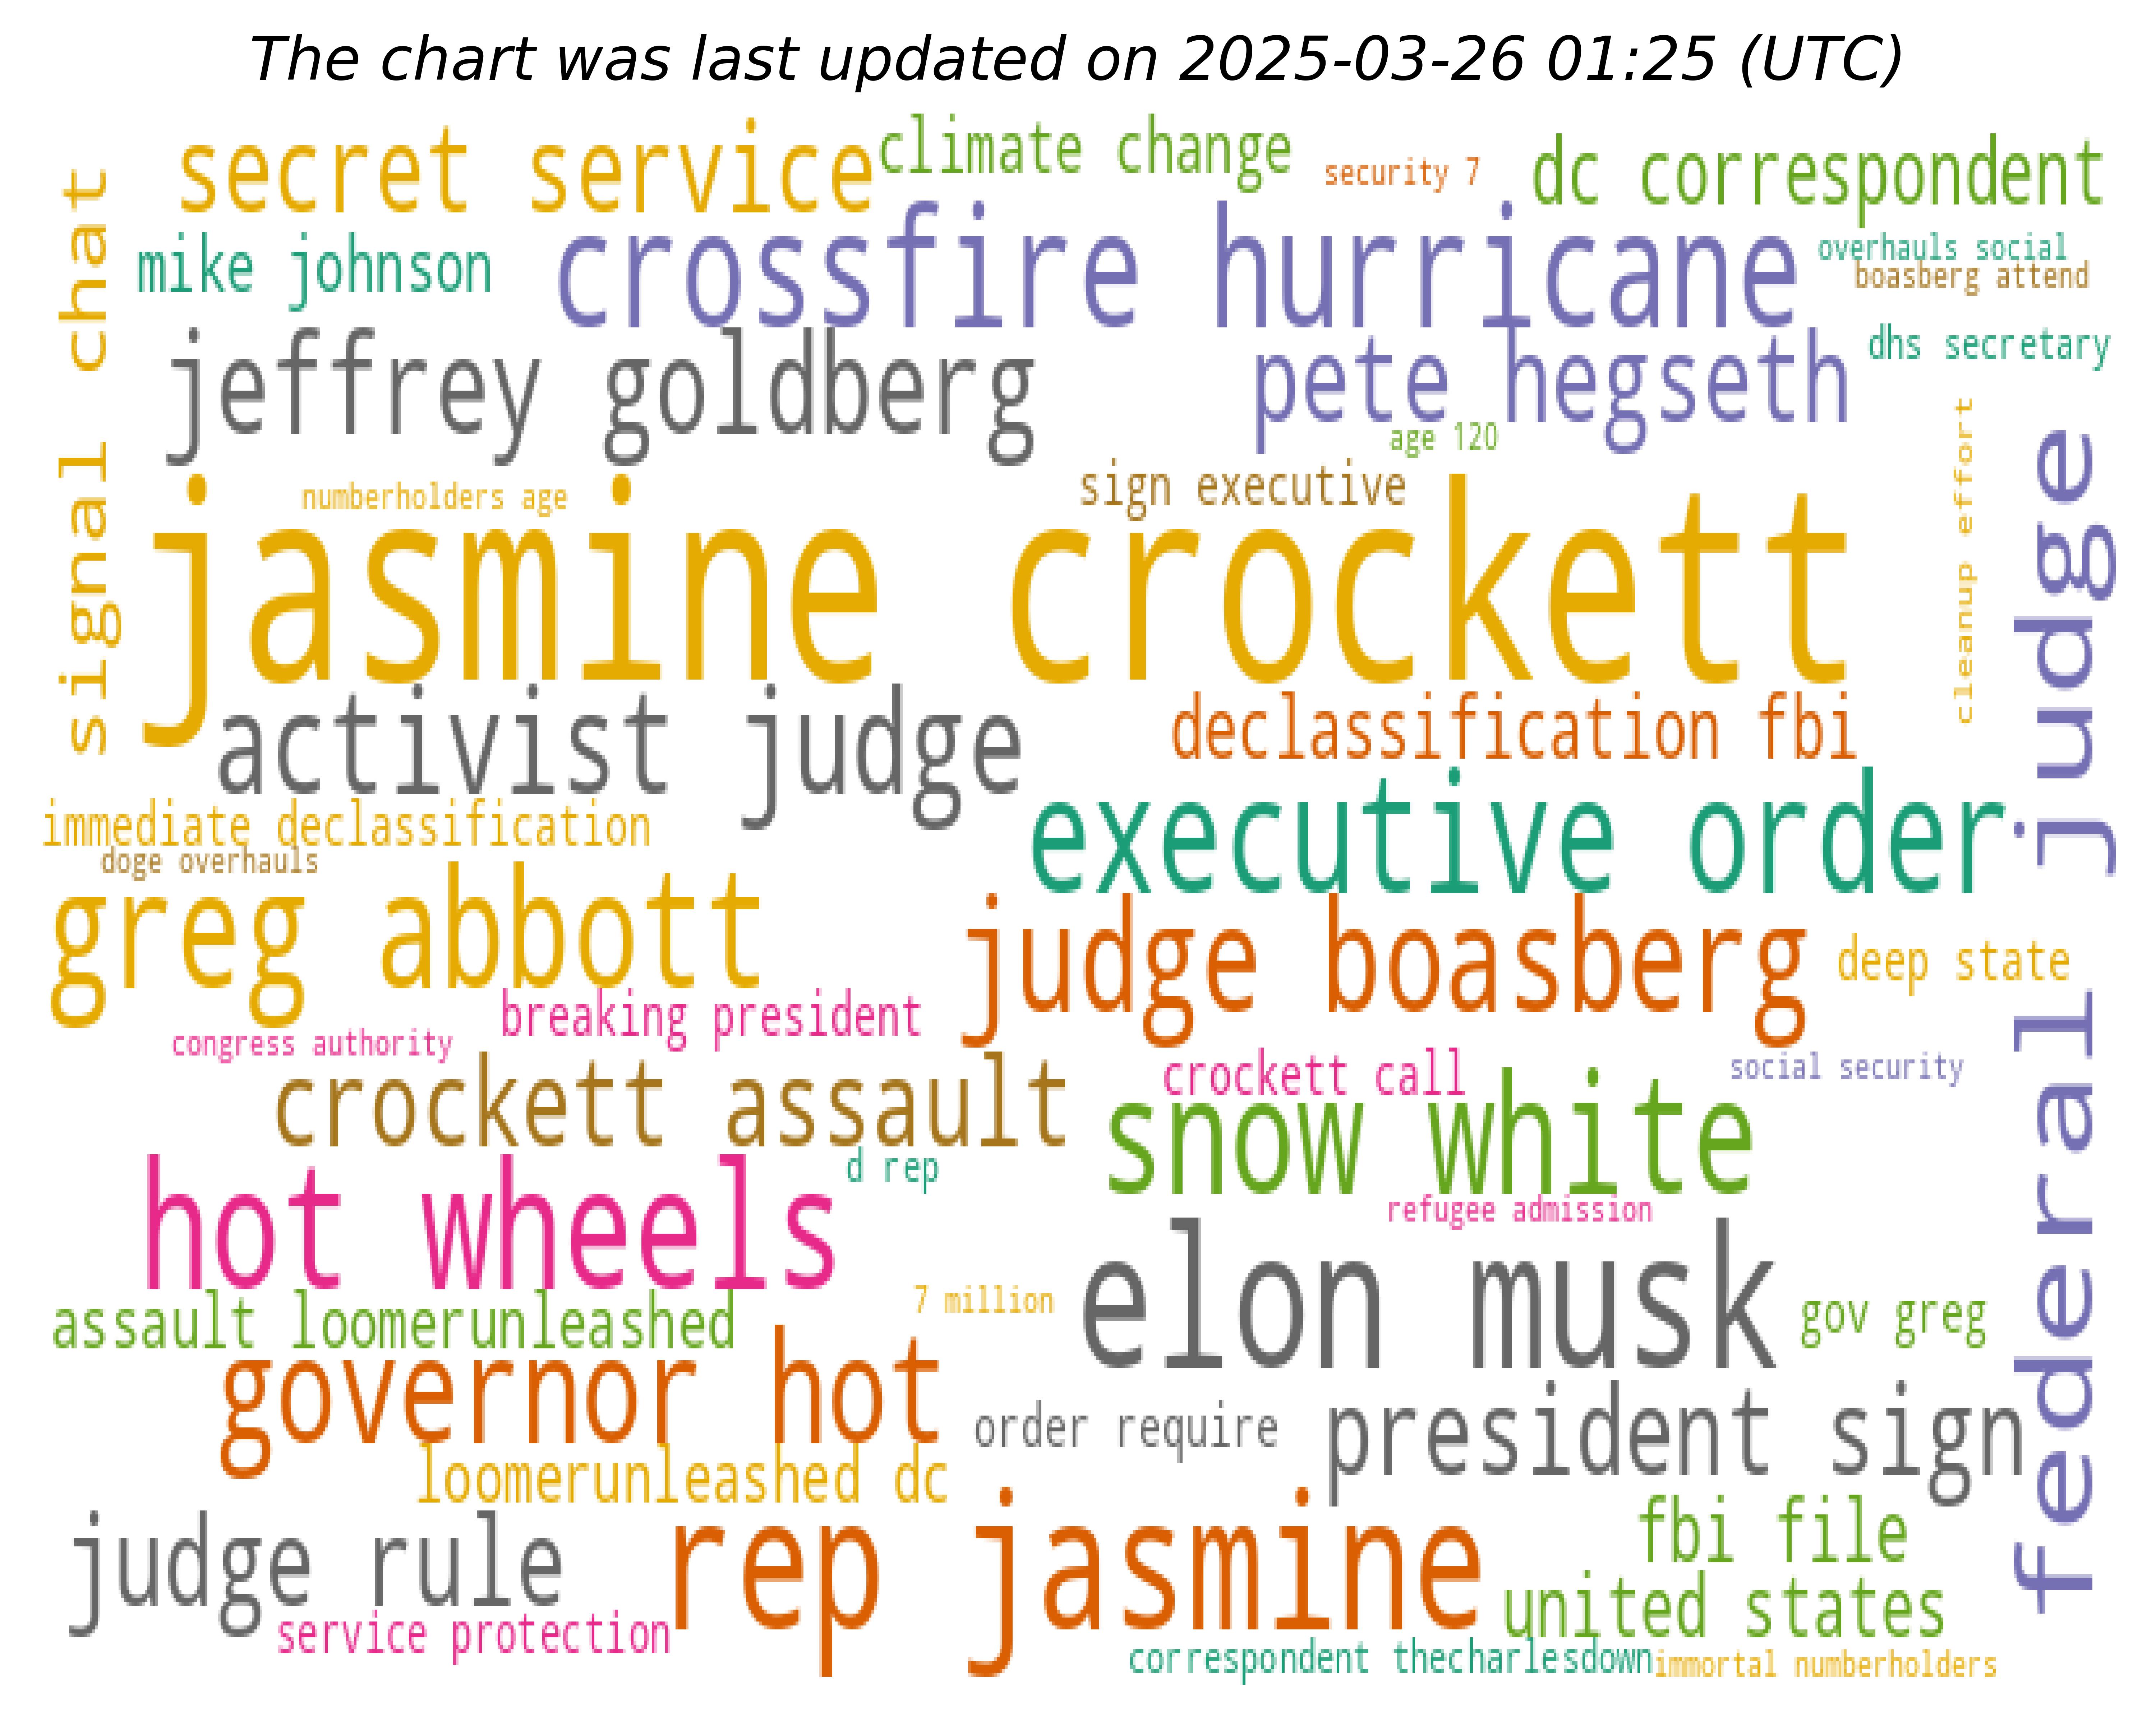 The chart was last updated on 2025-03-26 01:25 (UTC)
secret service
climate change
security 7
dc correspondent
signal chat
mike johnson
crossfire hurricane
overhauls social
boasberg attend
jeffrey goldberg
pete hegseth
dhs secretary
age 120
numberholders age
sign executive
cleanup effort
federal judge
jasmine crockett
activist judge
declassification fbi
immediate declassification
executive order
doge overhauls
greg abbott
judge boasberg
deep state
breaking president
congress authority
crockett assault
crockett call
social security
snow white
hot wheels
d rep
refugee admission
elon musk
7 million
gov greg
assault loomerunleashed
governor hot
order require
president sign
loomerunleashed dc
judge rule
rep jasmine
fbi file
united states
service protection
correspondent thecharlesdown
immortal numberholders